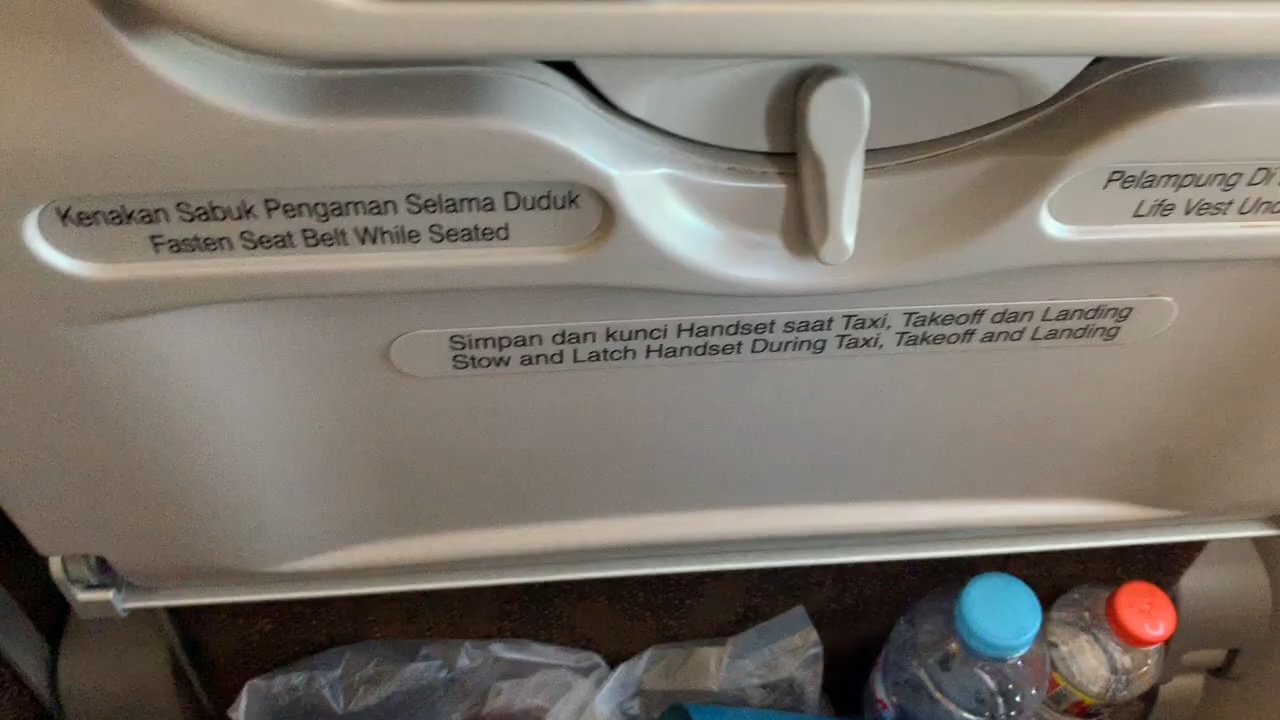 Kenakan Sabuk Pengaman Selama Duduk
Fasten Seat Belt While Seated
Pelampung Di
Life Vest
Simpan dan kunci Handset saat Taxi, Takeoff dan Landing
Stow and Latch Handset During Taxi, Takeoff and Landing